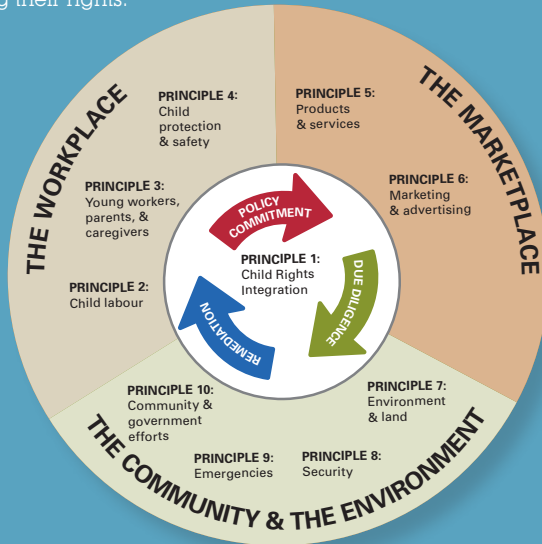 g their rights.
THE WORKPLACE
PRINCIPLE 4:
Child
protection
& safety
PRINCIPLE 3:
Young workers,
parents, &
caregivers
PRINCIPLE 2:
Child labour
THE MARKETPLACE
PRINCIPLE 5:
Products
& services
PRINCIPLE 6:
Marketing
& advertising
POLICY
COMMITMENT
PRINCIPLE 1:
Child Rights
Integration
DUE DILIGENCE
REMEDIATION
PRINCIPLE 10:
Community &
government
efforts
PRINCIPLE 9:
Emergencies
PRINCIPLE 8:
Security
PRINCIPLE 7:
Environment
& land
THE COMMUNITY & THE ENVIRONMENT